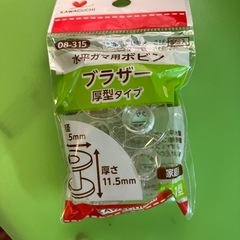 KAWAGUCHI
08-315
水平ガマ用ボビン
ブラザー
厚型タイプ
.5mm
厚さ
11.5mm
家庭